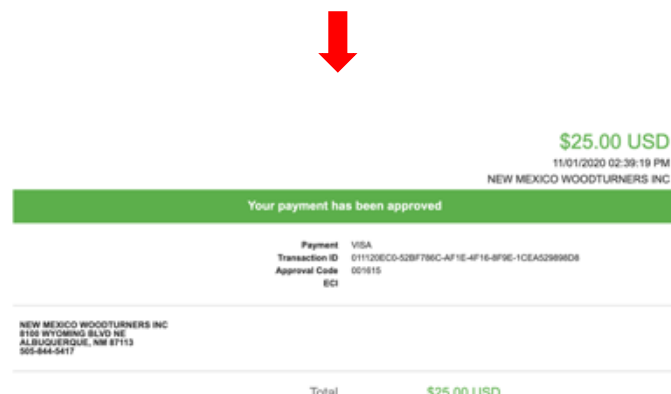 $25.00 USD
11/01/2020 02:39:19 PM
NEW MEXICO WOODTURNERS INC
Your payment has been approved
Payment VISA
Transaction ID 011120EC0-52BF786C-AF1E-4F16-8F9E-1CEA529898D8
Approval Code 001615
ECI
NEW MEXICO WOODTURNERS INC
8100 WYOMING BLVD NE
ALBUQUERQUE, NM 87113
505-844-5417
Total $25.00 USD